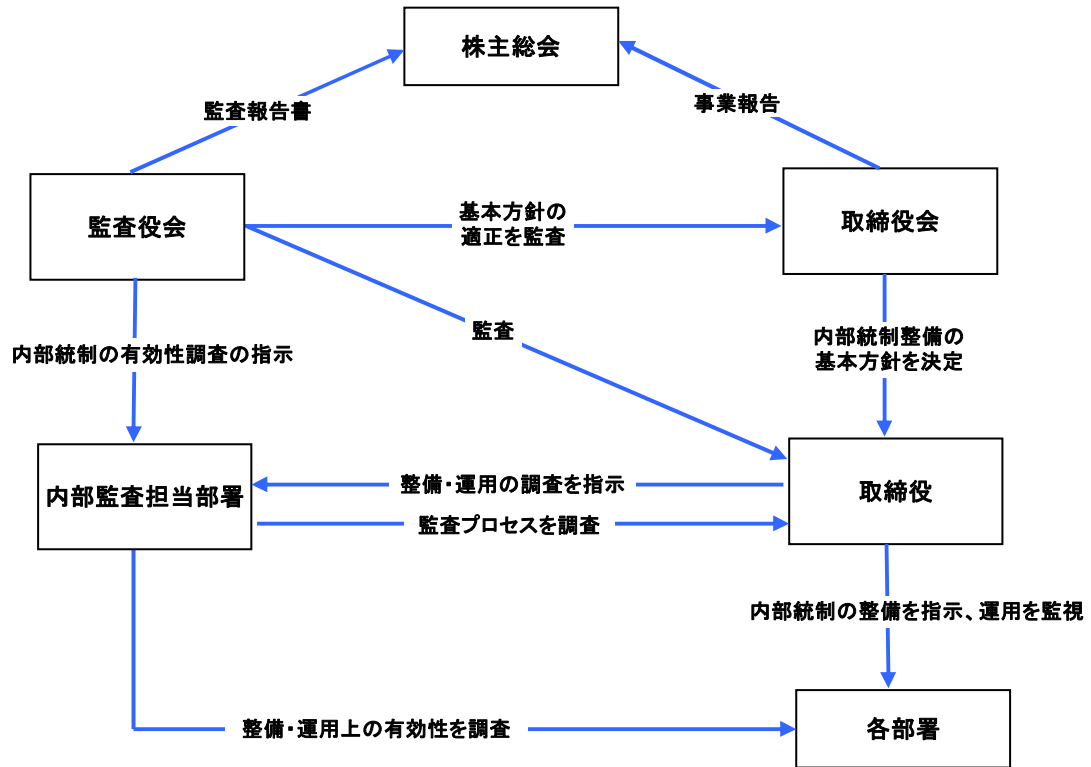 株主総会
監査報告書
事業報告
監査役会
基本方針の
適正を監査
取締役会
監査
内部統制の有効性調査の指示
内部統制整備の
基本方針を決定
内部監査担当部署
整備・運用の調査を指示
監査プロセスを調査
取締役
内部統制の整備を指示、運用を監視
整備・運用上の有効性を調査
各部署